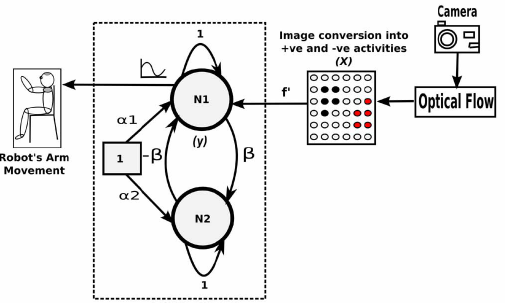 Camera
Image conversion into
+ve and -ve activities
(X)
1
N1
f'
Optical Flow
α1
(y)
1
-β
β
Robot's Arm
Movement
α2
N2
1